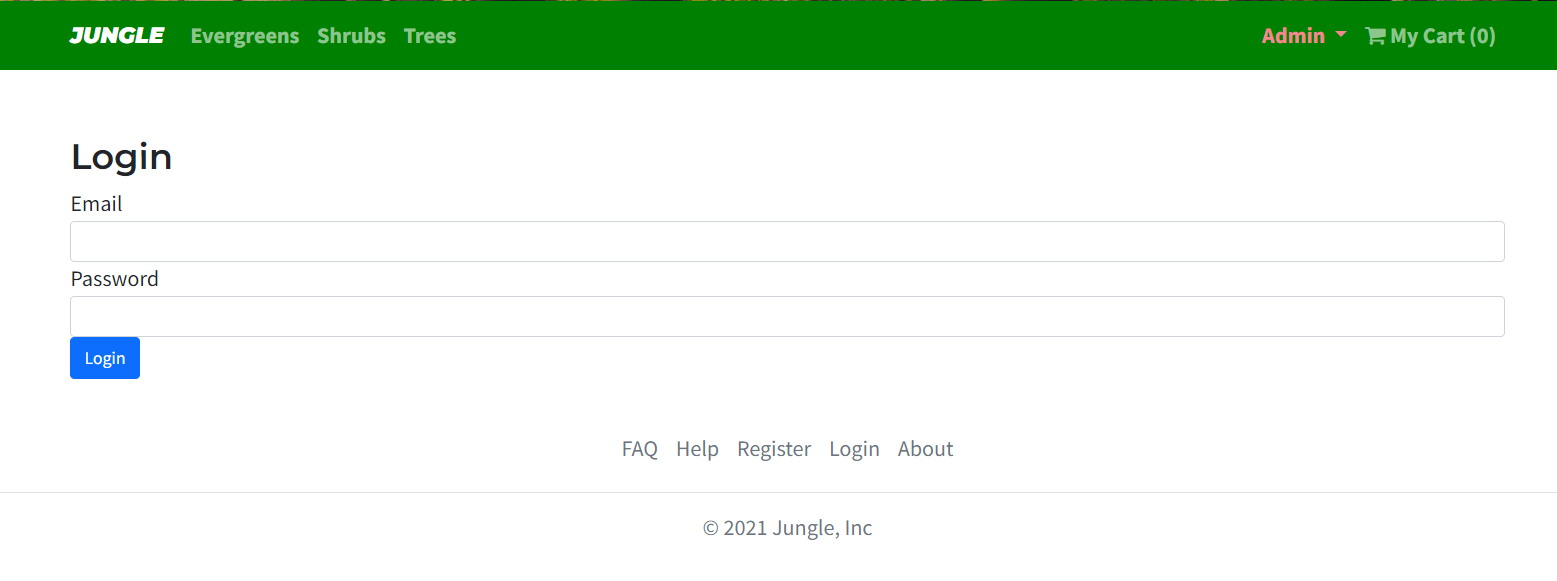 JUNGLE Evergreens Shrubs Trees Admin My Cart (0)
Login
Email
Password
Login
FAQ Help Register Login About
© 2021 Jungle, Inc